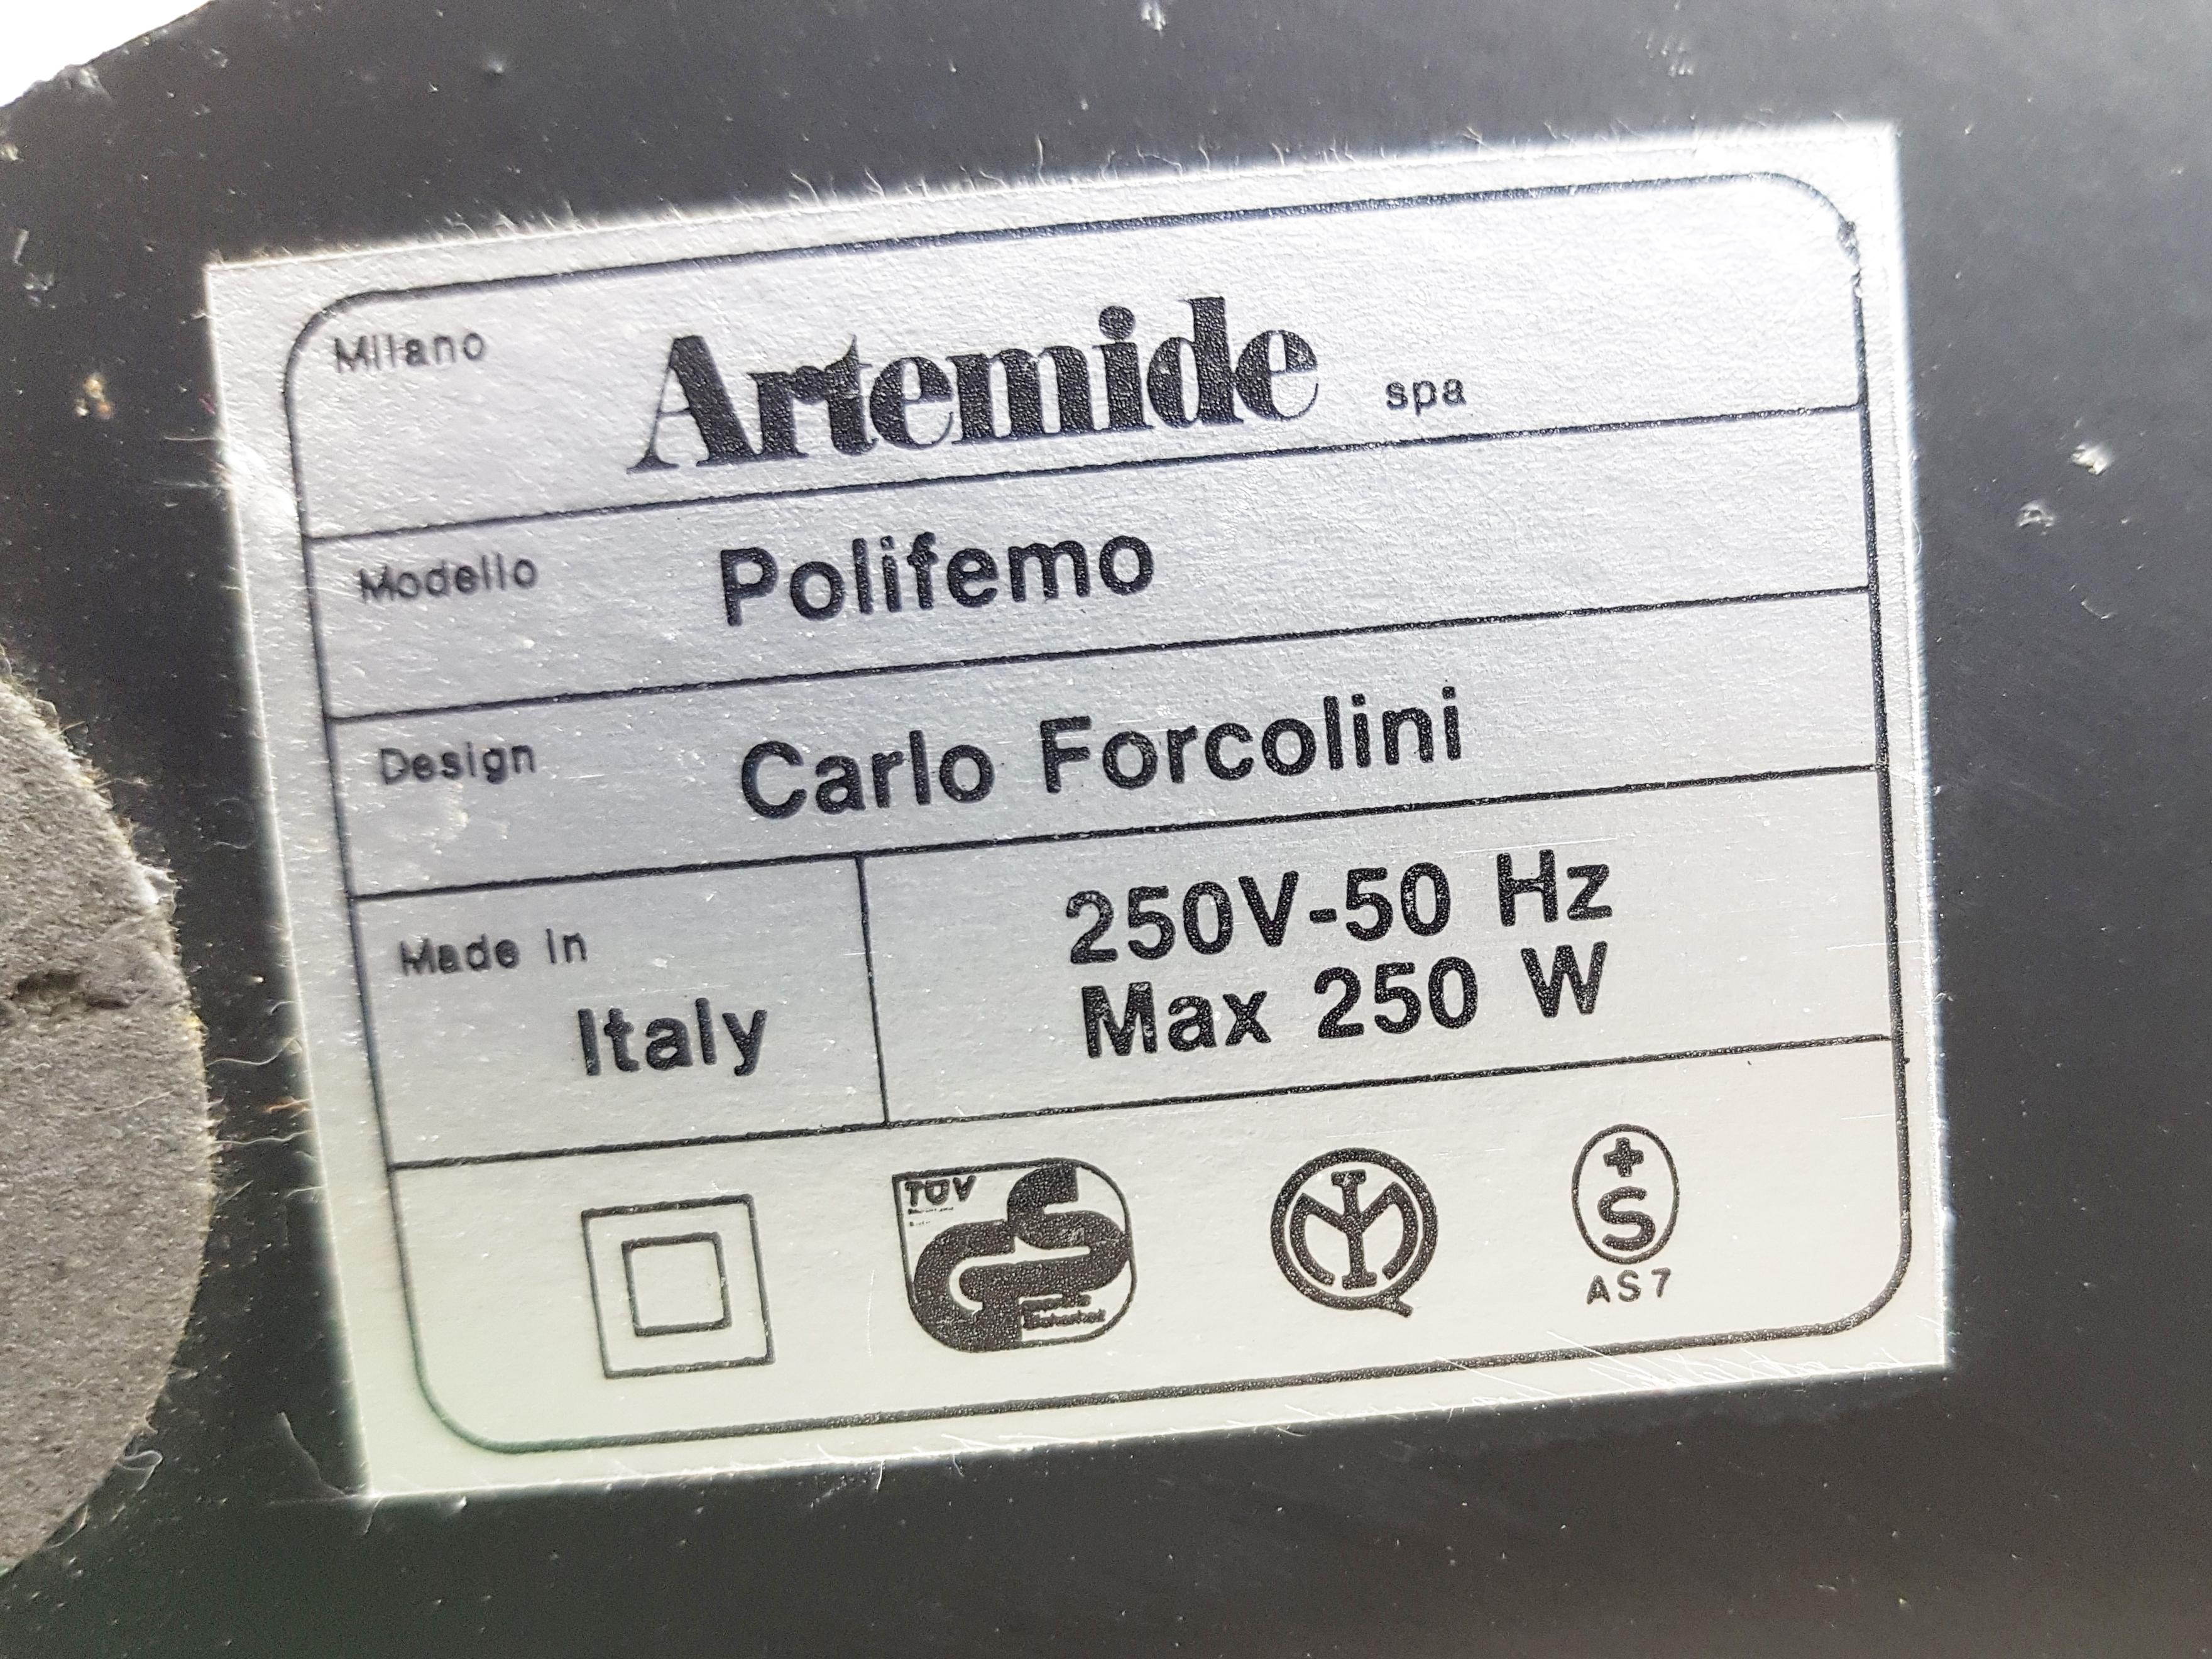 Milano Artemide spa
Modello Polifemo
Design Carlo Forcolini
Made in
Italy
250V-50 Hz
Max 250 W
TÜV
GS
Sicherheit
+
S
AS7